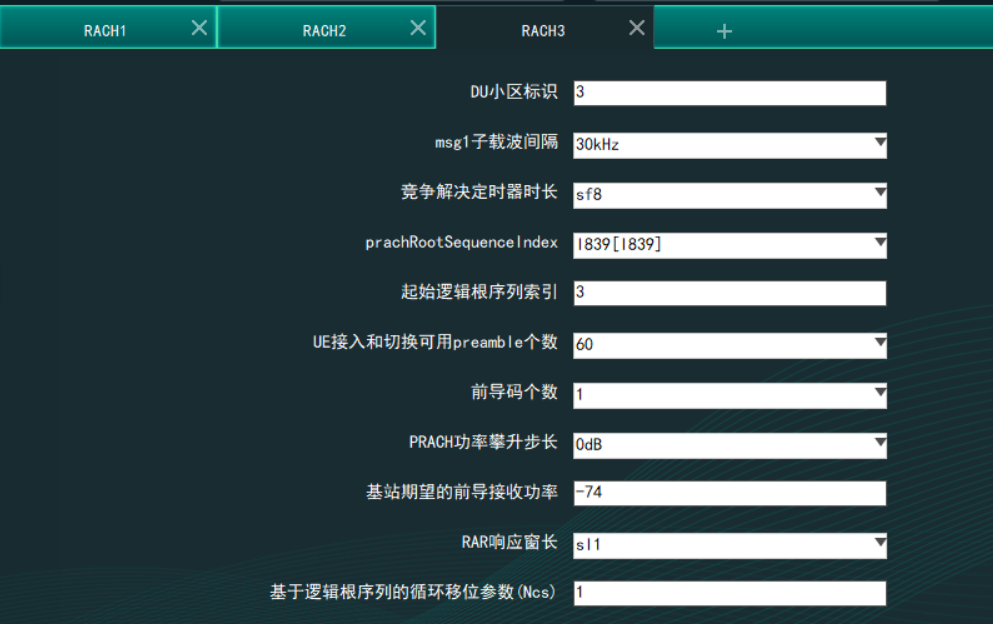 RACH1 RACH2 RACH3
DU小区标识 3
msg1子载波间隔 30kHz
竞争解决定时器时长 sf8
prachRootSequenceIndex l839[l839]
起始逻辑根序列索引 3
UE接入和切换可用preamble个数 60
前导码个数 1
PRACH功率攀升步长 0dB
基站期望的前导接收功率 -74
RAR响应窗长 sl1
基于逻辑根序列的循环移位参数(Ncs) 1